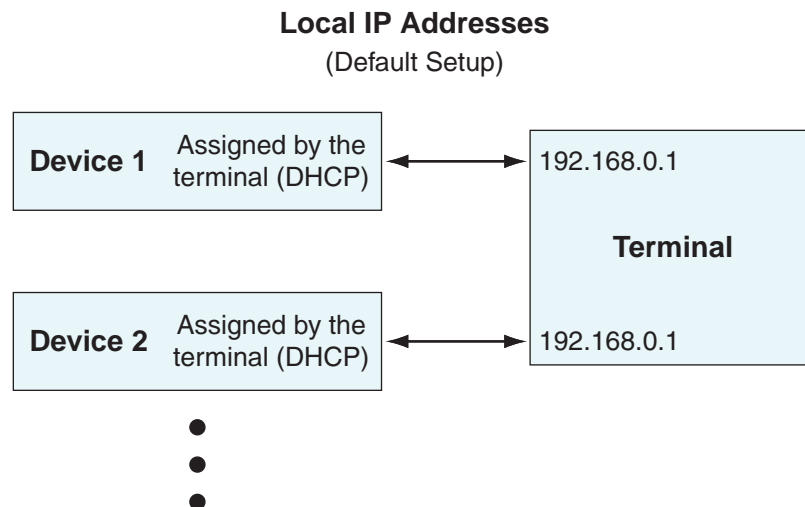 Local IP Addresses
(Default Setup)
Device 1
Assigned by the
terminal (DHCP)
192.168.0.1
Terminal
Device 2
Assigned by the
terminal (DHCP)
192.168.0.1